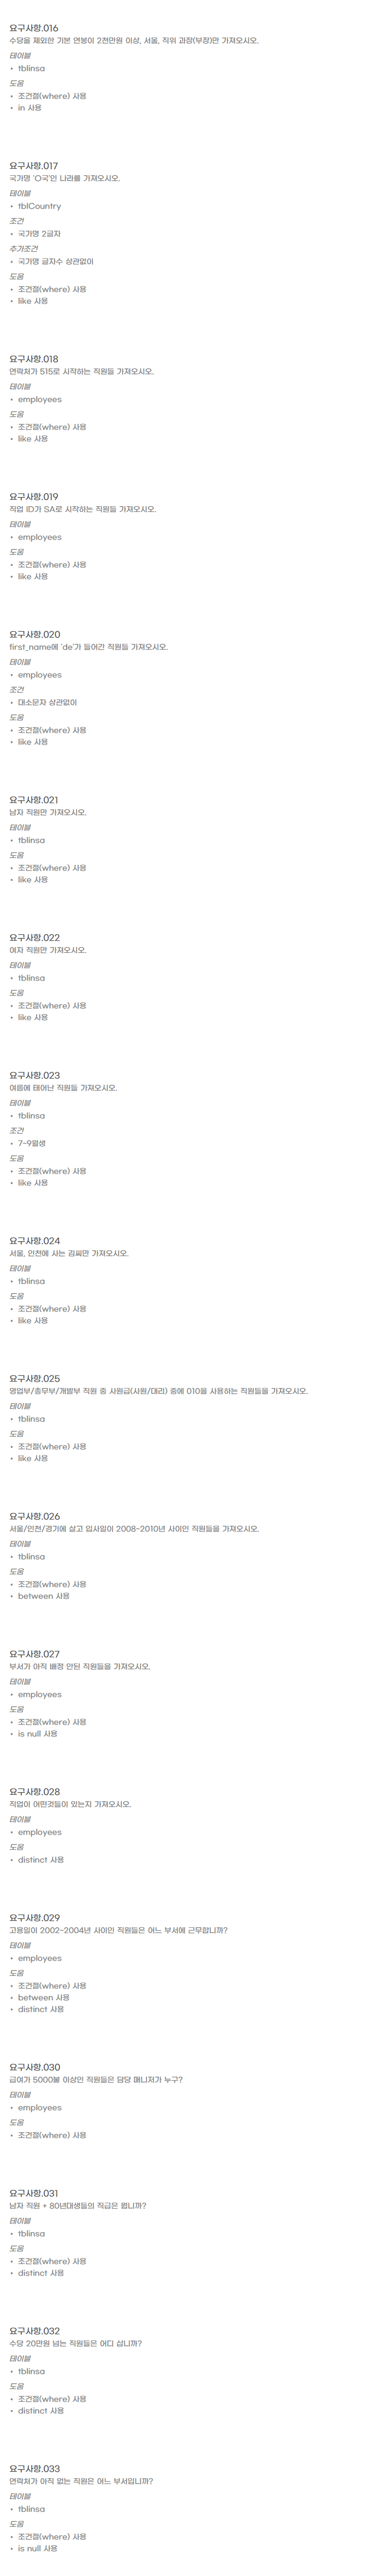 요구사항.016
수당을 제외한 기본 연봉이 2천만원 이상, 서울, 직위 과장(부장)만 가져오시오.
테이블
• tblinsa
도움
• 조건절(where) 사용
• in 사용
요구사항.017
국가명 'O국'인 나라를 가져오시오.
테이블
• tblCountry
조건
• 국가명 2글자
추가조건
• 국가명 글자수 상관없이
도움
• 조건절(where) 사용
• like 사용
요구사항.018
연락처가 515로 시작하는 직원들 가져오시오.
테이블
• employees
도움
• 조건절(where) 사용
• like 사용
요구사항.019
직업 ID가 SA로 시작하는 직원들 가져오시오.
테이블
• employees
도움
• 조건절(where) 사용
• like 사용
요구사항.020
first_name에 'de'가 들어간 직원들 가져오시오.
테이블
• employees
조건
• 대소문자 상관없이
도움
• 조건절(where) 사용
• like 사용
요구사항.021
남자 직원만 가져오시오.
테이블
• tblinsa
도움
• 조건절(where) 사용
• like 사용
요구사항.022
여자 직원만 가져오시오.
테이블
• tblinsa
도움
• 조건절(where) 사용
• like 사용
요구사항.023
여름에 태어난 직원들 가져오시오.
테이블
• tblinsa
조건
• 7~9월생
도움
• 조건절(where) 사용
• like 사용
요구사항.024
서울, 인천에 사는 김씨만 가져오시오.
테이블
• tblinsa
도움
• 조건절(where) 사용
• like 사용
요구사항.025
영업부/총무부/개발부 직원 중 사원급(사원/대리) 중에 010을 사용하는 직원들을 가져오시오.
테이블
• tblinsa
도움
• 조건절(where) 사용
• like 사용
요구사항.026
서울/인천/경기에 살고 입사일이 2008~2010년 사이인 직원들을 가져오시오.
테이블
• tblinsa
도움
• 조건절(where) 사용
• between 사용
요구사항.027
부서가 아직 배정 안된 직원들을 가져오시오.
테이블
• employees
도움
• 조건절(where) 사용
• is null 사용
요구사항.028
직업이 어떤것들이 있는지 가져오시오.
테이블
• employees
도움
• distinct 사용
요구사항.029
고용일이 2002~2004년 사이인 직원들은 어느 부서에 근무합니까?
테이블
• employees
도움
• 조건절(where) 사용
• between 사용
• distinct 사용
요구사항.030
급여가 5000불 이상인 직원들은 담당 매니저가 누구?
테이블
• employees
도움
• 조건절(where) 사용
요구사항.031
남자 직원 + 80년대생들의 직급은 뭡니까?
테이블
• tblinsa
도움
• 조건절(where) 사용
• distinct 사용
요구사항.032
수당 20만원 넘는 직원들은 어디 삽니까?
테이블
• tblinsa
도움
• 조건절(where) 사용
• distinct 사용
요구사항.033
연락처가 아직 없는 직원은 어느 부서입니까?
테이블
• tblinsa
도움
• 조건절(where) 사용
• is null 사용